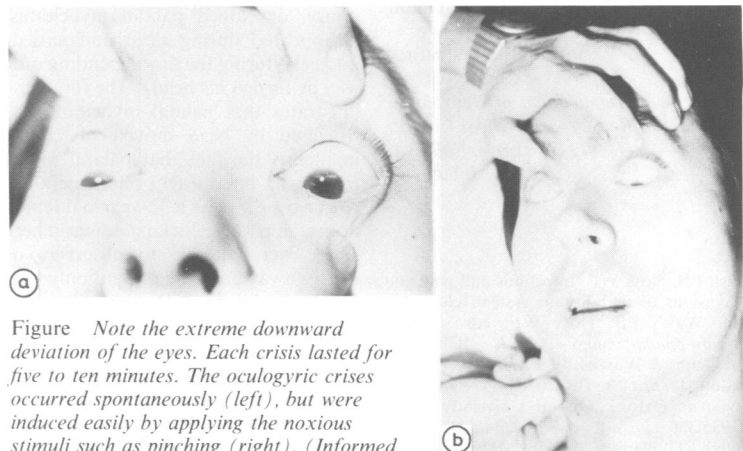 a
b
Figure Note the extreme downward
deviation of the eyes. Each crisis lasted for
five to ten minutes. The oculogyric crises
occurred spontaneously (left), but were
induced easily by applying the noxious
stimuli such as pinching (right). (Informed